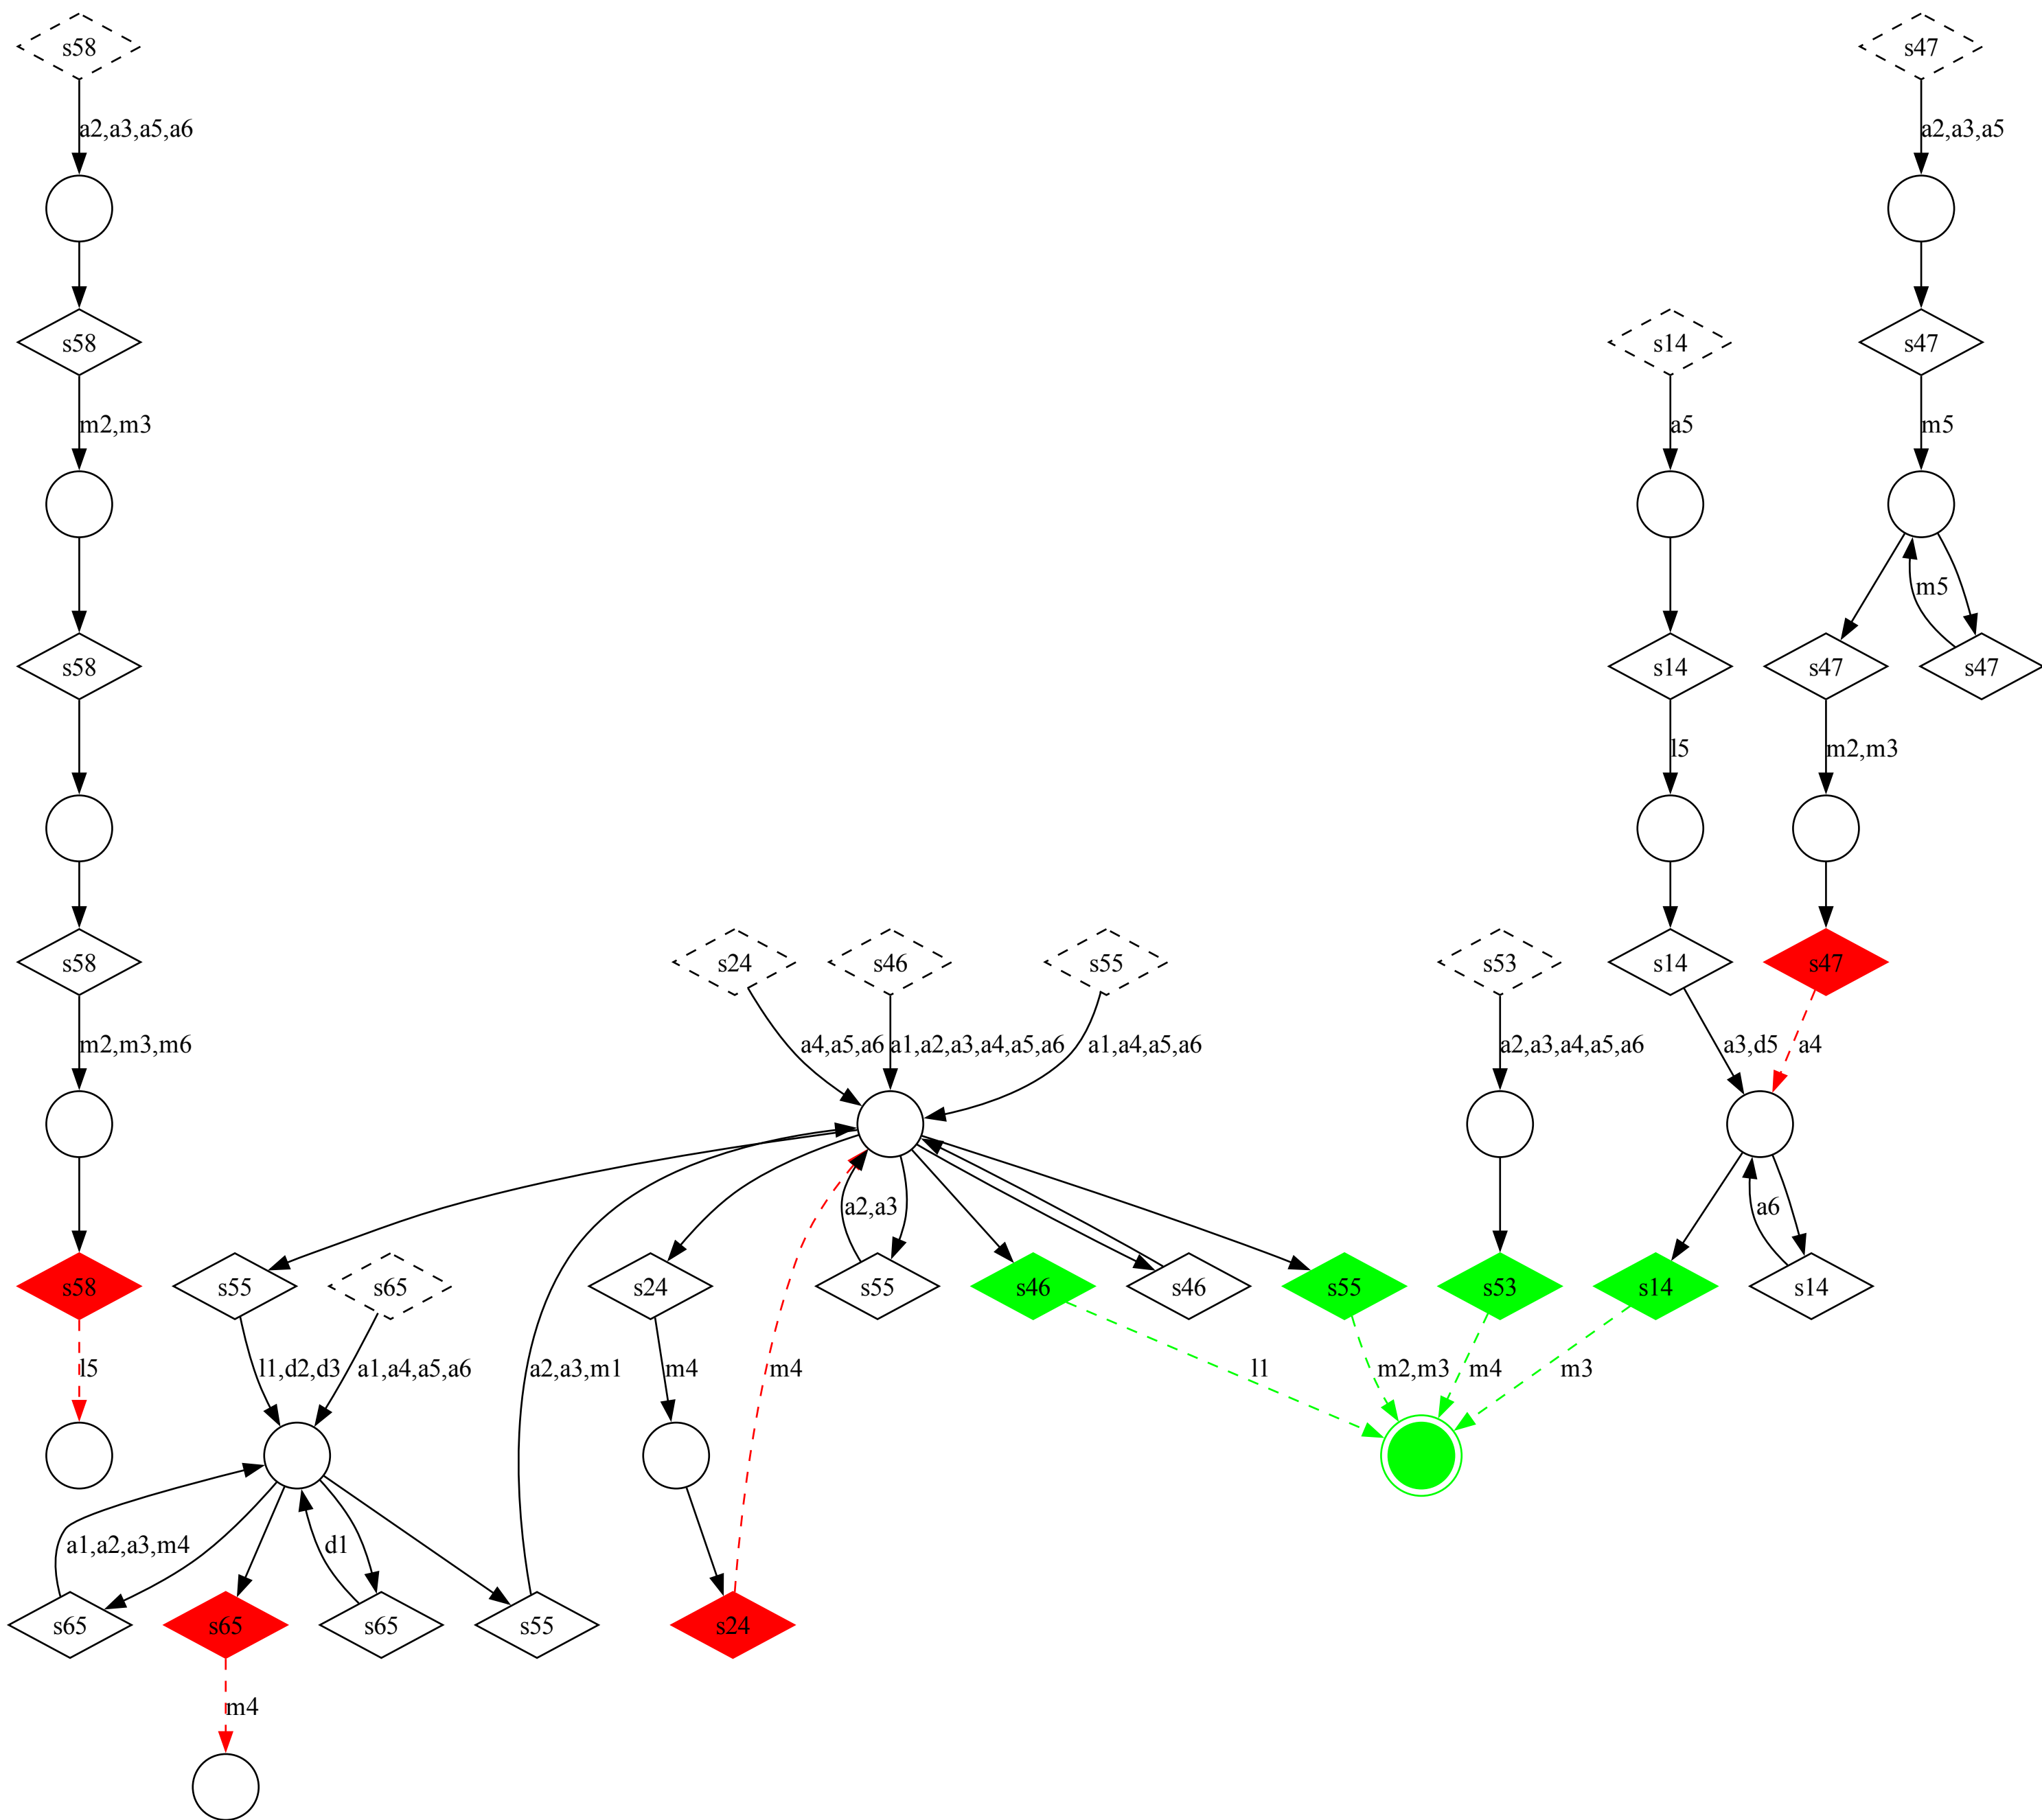 s58
s47
a2,a3,a5,a6
a2,a3,a5
s58
s14
s47
m2,m3
a5
m5
m5
s58
s14
s47
s47
l5
m2,m3
s58
s24
s46
s55
s53
s14
s47
m2,m3,m6
a4,a5,a6
a1,a2,a3,a4,a5,a6
a1,a4,a5,a6
a2,a3,a4,a5,a6
a3,d5
a4
a2,a3
a6
s58
s55
s65
s24
s55
s46
s46
s55
s53
s14
s14
l5
l1,d2,d3
a1,a4,a5,a6
a2,a3,m1
m4
m4
l1
m2,m3
m4
m3
a1,a2,a3,m4
d1
s65
s65
s65
s55
s24
m4